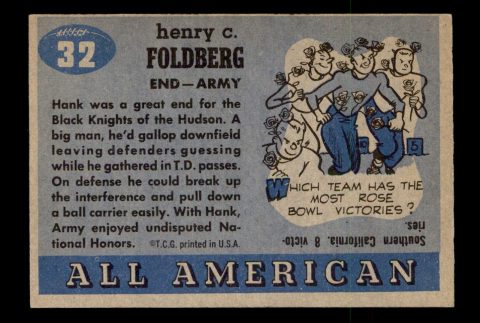 32
henry c.
FOLDBERG
END—ARMY
Hank was a great end for the
Black Knights of the Hudson. A
big man, he'd gallop downfield
leaving defenders guessing
while he gathered in T.D. passes.
On defense he could break up
the interference and pull down
a ball carrier easily. With Hank,
Army enjoyed undisputed Na-
tional Honors. ©T.C.G. printed in U.S.A.
5
WHICH TEAM HAS THE
MOST ROSE
BOWL VICTORIES?
Southern California. 8 victo-
ries.
ALL AMERICAN